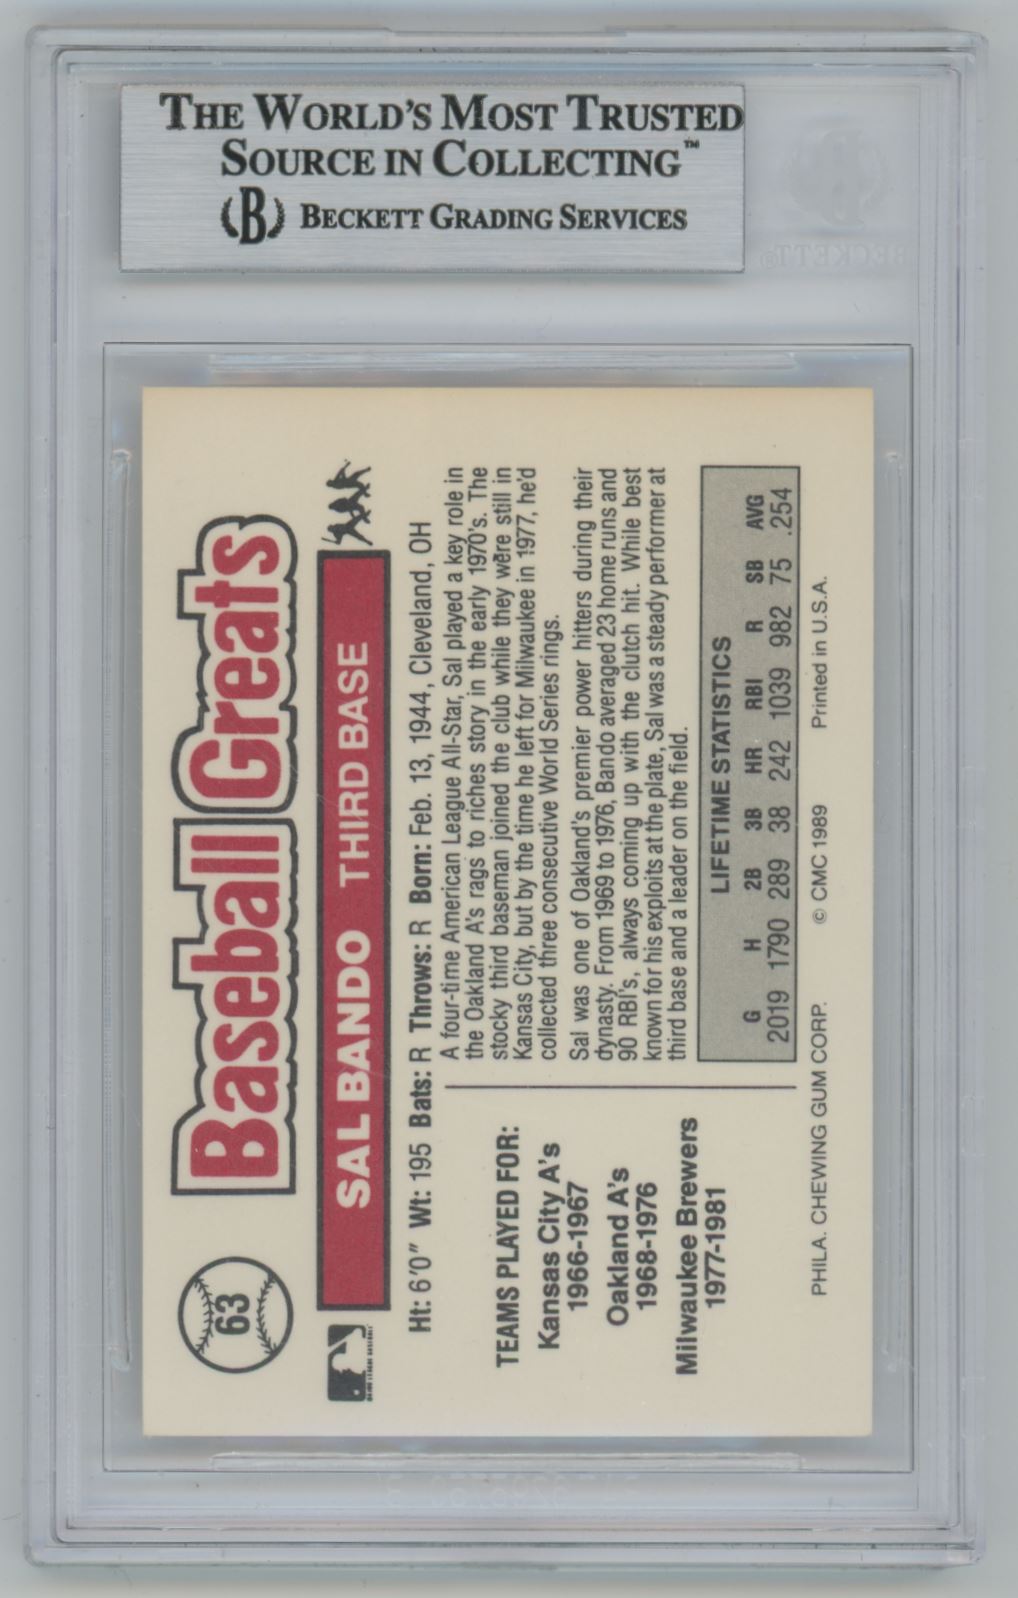 THE WORLD'S MOST TRUSTED
SOURCE IN COLLECTING™
B BECKETT GRADING SERVICES
BECKETT®
63
Baseball Greats
SAL BANDO THIRD BASE
Ht: 6'0" Wt: 195 Bats: R Throws: R Born: Feb. 13, 1944, Cleveland, OH
TEAMS PLAYED FOR:
Kansas City A's
1966-1967
Oakland A's
1968-1976
Milwaukee Brewers
1977-1981
A four-time American League All-Star, Sal played a key role in
the Oakland A's rags to riches story in the early 1970's. The
stocky third baseman joined the club while they were still in
Kansas City, but by the time he left for Milwaukee in 1977, he'd
collected three consecutive World Series rings.
Sal was one of Oakland's premier power hitters during their
dynasty. From 1969 to 1976, Bando averaged 23 home runs and
90 RBI's, always coming up with the clutch hit. While best
known for his exploits at the plate, Sal was a steady performer at
third base and a leader on the field.
LIFETIME STATISTICS
G H 2B 3B HR RBI R SB AVG
2019 1790 289 38 242 1039 982 75 .254
PHILA. CHEWING GUM CORP. © CMC 1989 Printed in U.S.A.